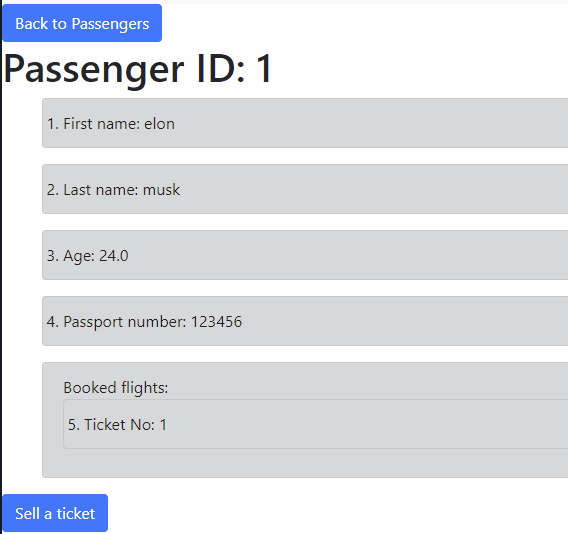 Back to Passengers
Passenger ID: 1
1. First name: elon
2. Last name: musk
3. Age: 24.0
4. Passport number: 123456
Booked flights:
5. Ticket No: 1
Sell a ticket